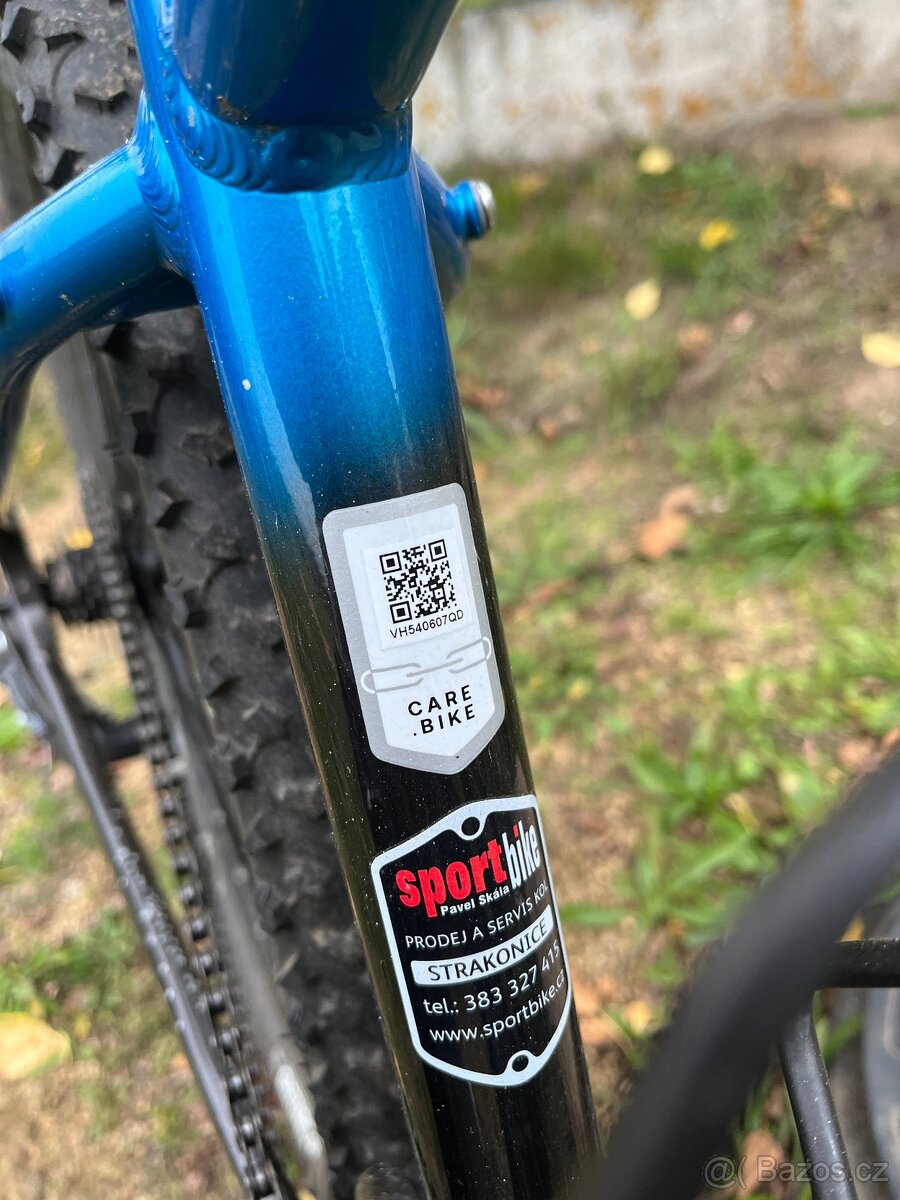 VH540607QD
CARE
.BIKE
sportbike
Pavel Skála
PRODEJ A SERVIS KOL
STRAKONICE
tel.: 383 327 415
www.sportbike.cz
@( Bazos.cz